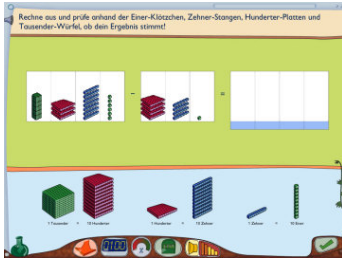 Rechne aus und prüfe anhand der Einer-Klötzchen, Zehner-Stangen, Hunderter-Platten und
Tausender-Würfel, ob dein Ergebnis stimmt!
- =
1 Tausender = 10 Hunderter 1 Hunderter = 10 Zehner 1 Zehner = 10 Einer